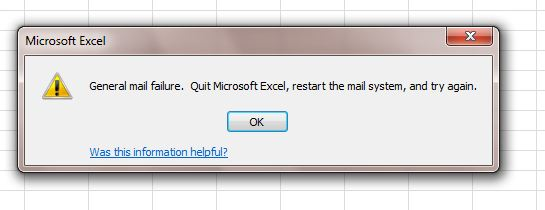 Microsoft Excel
General mail failure.  Quit Microsoft Excel, restart the mail system, and try again.
OK
Was this information helpful?